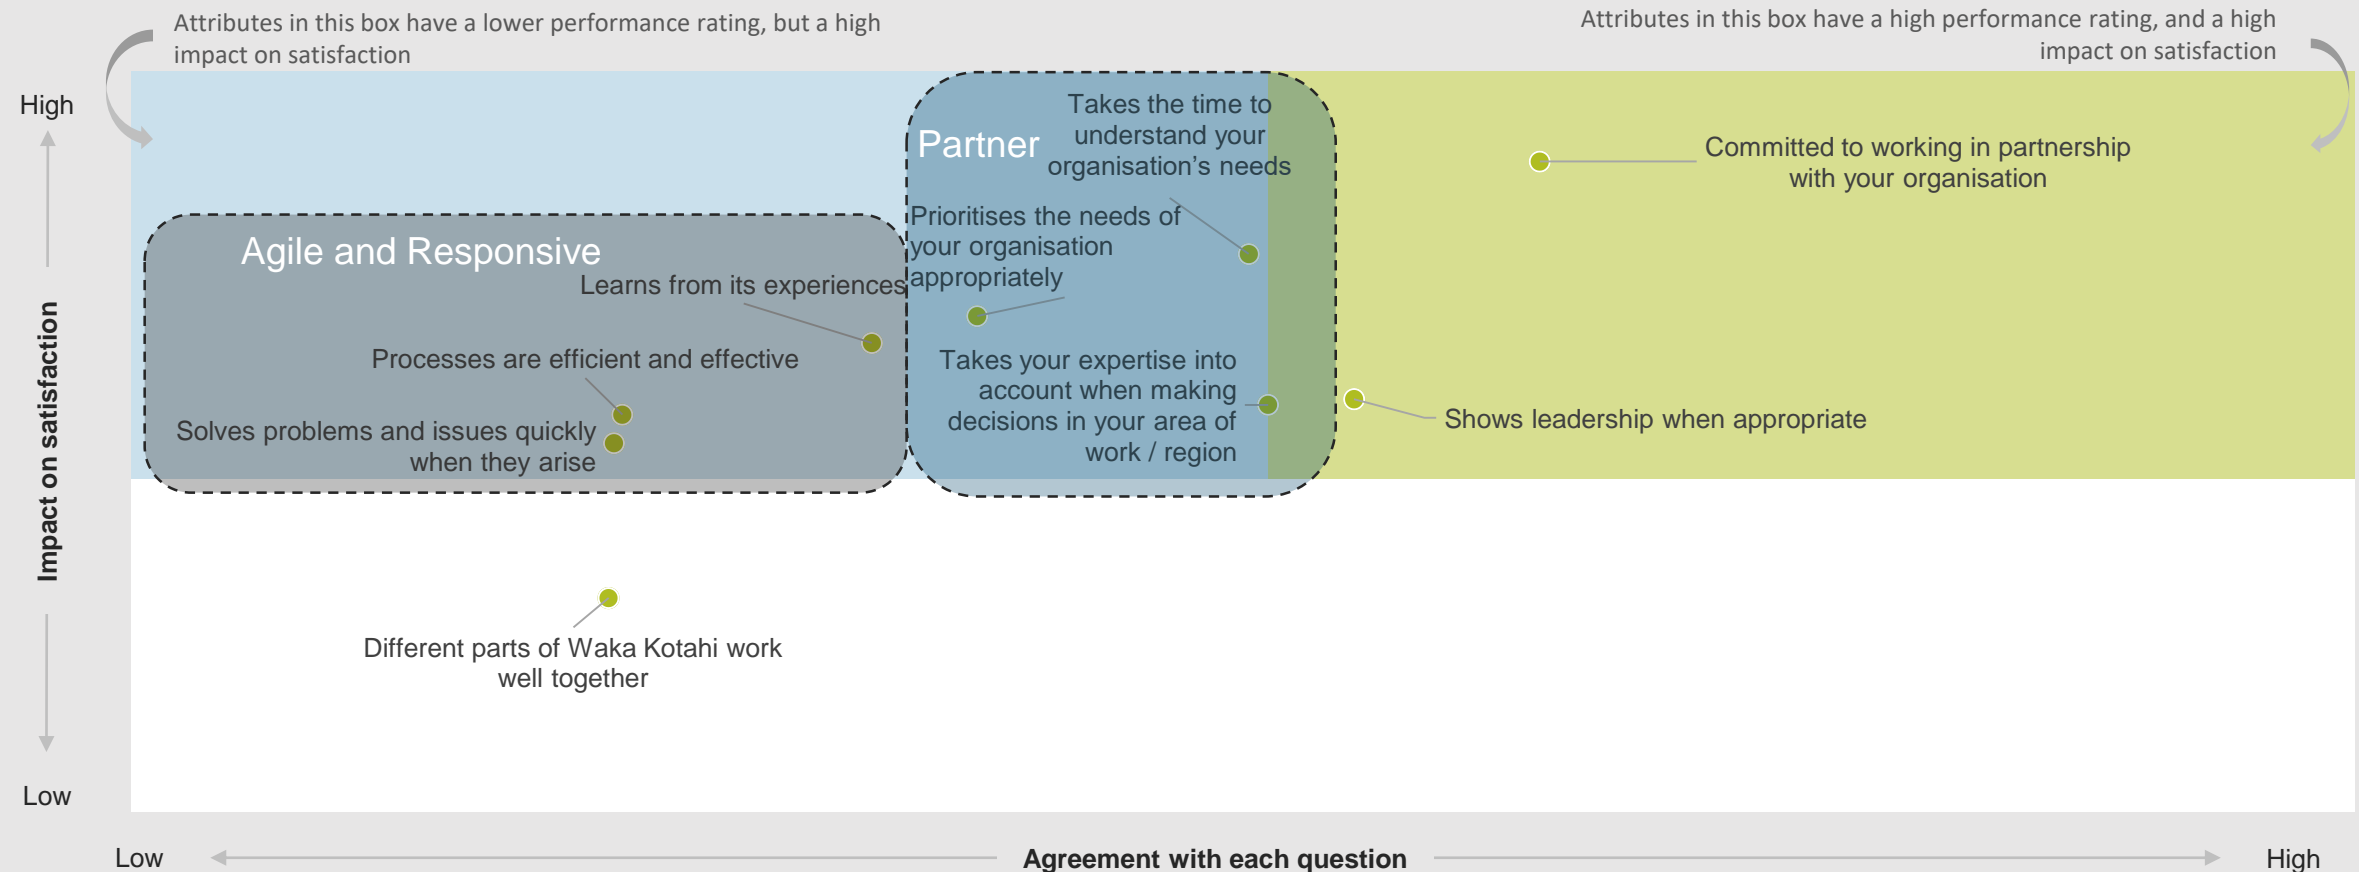 Attributes in this box have a lower performance rating, but a high
impact on satisfaction
Attributes in this box have a high performance rating, and a high
impact on satisfaction
High
Impact on satisfaction
Low
Partner
Takes the time to
understand your
organisation's needs
Committed to working in partnership
with your organisation
Agile and Responsive
Prioritises the needs of
your organisation
appropriately
Learns from its experiences
Processes are efficient and effective
Takes your expertise into
account when making
decisions in your area of
work / region
Shows leadership when appropriate
Solves problems and issues quickly
when they arise
Different parts of Waka Kotahi work
well together
Low
Agreement with each question
High